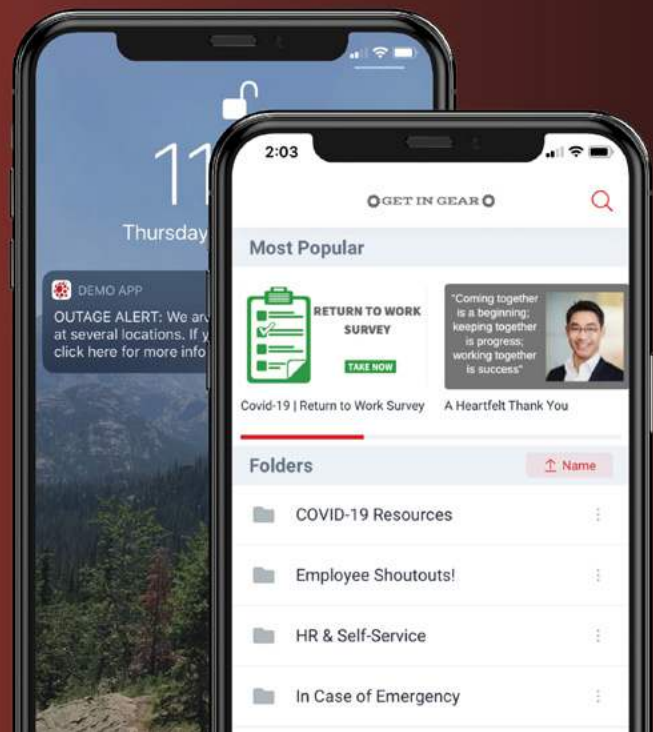 11
Thursday
DEMO APP
OUTAGE ALERT: We are
at several locations. If y
click here for more info
2:03
GET IN GEAR
Most Popular
RETURN TO WORK
SURVEY
TAKE NOW
"Coming together
is a beginning;
keeping together
is progress;
working together
is success"
Covid-19 | Return to Work Survey
A Heartfelt Thank You
Folders
Name
COVID-19 Resources
Employee Shoutouts!
HR & Self-Service
In Case of Emergency